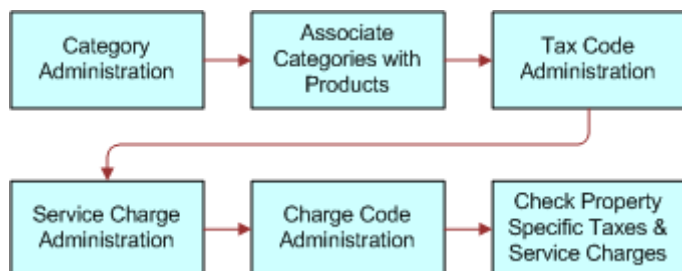 Category
Administration
Associate
Categories with
Products
Tax Code
Administration
Service Charge
Administration
Charge Code
Administration
Check Property
Specific Taxes &
Service Charges